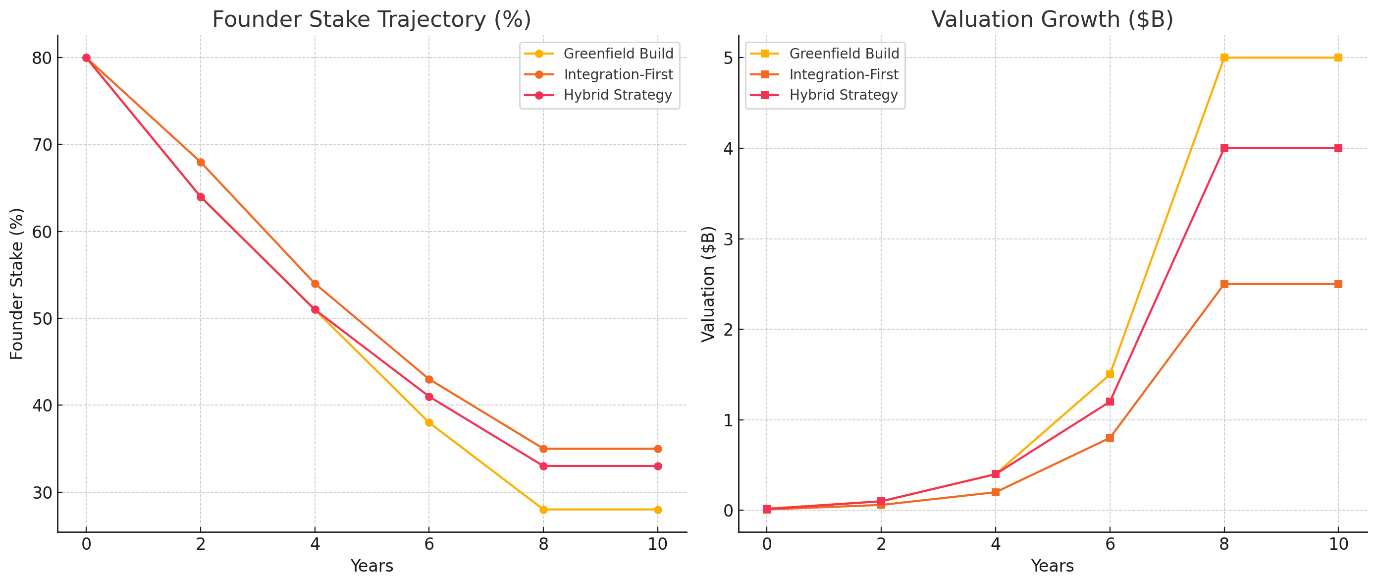 Founder Stake Trajectory (%)
Founder Stake (%)
80
70
60
50
40
30
Greenfield Build
Integration-First
Hybrid Strategy
0 2 4 6 8 10
Years
Valuation Growth ($B)
Valuation ($B)
5
4
3
2
1
0
Greenfield Build
Integration-First
Hybrid Strategy
0 2 4 6 8 10
Years